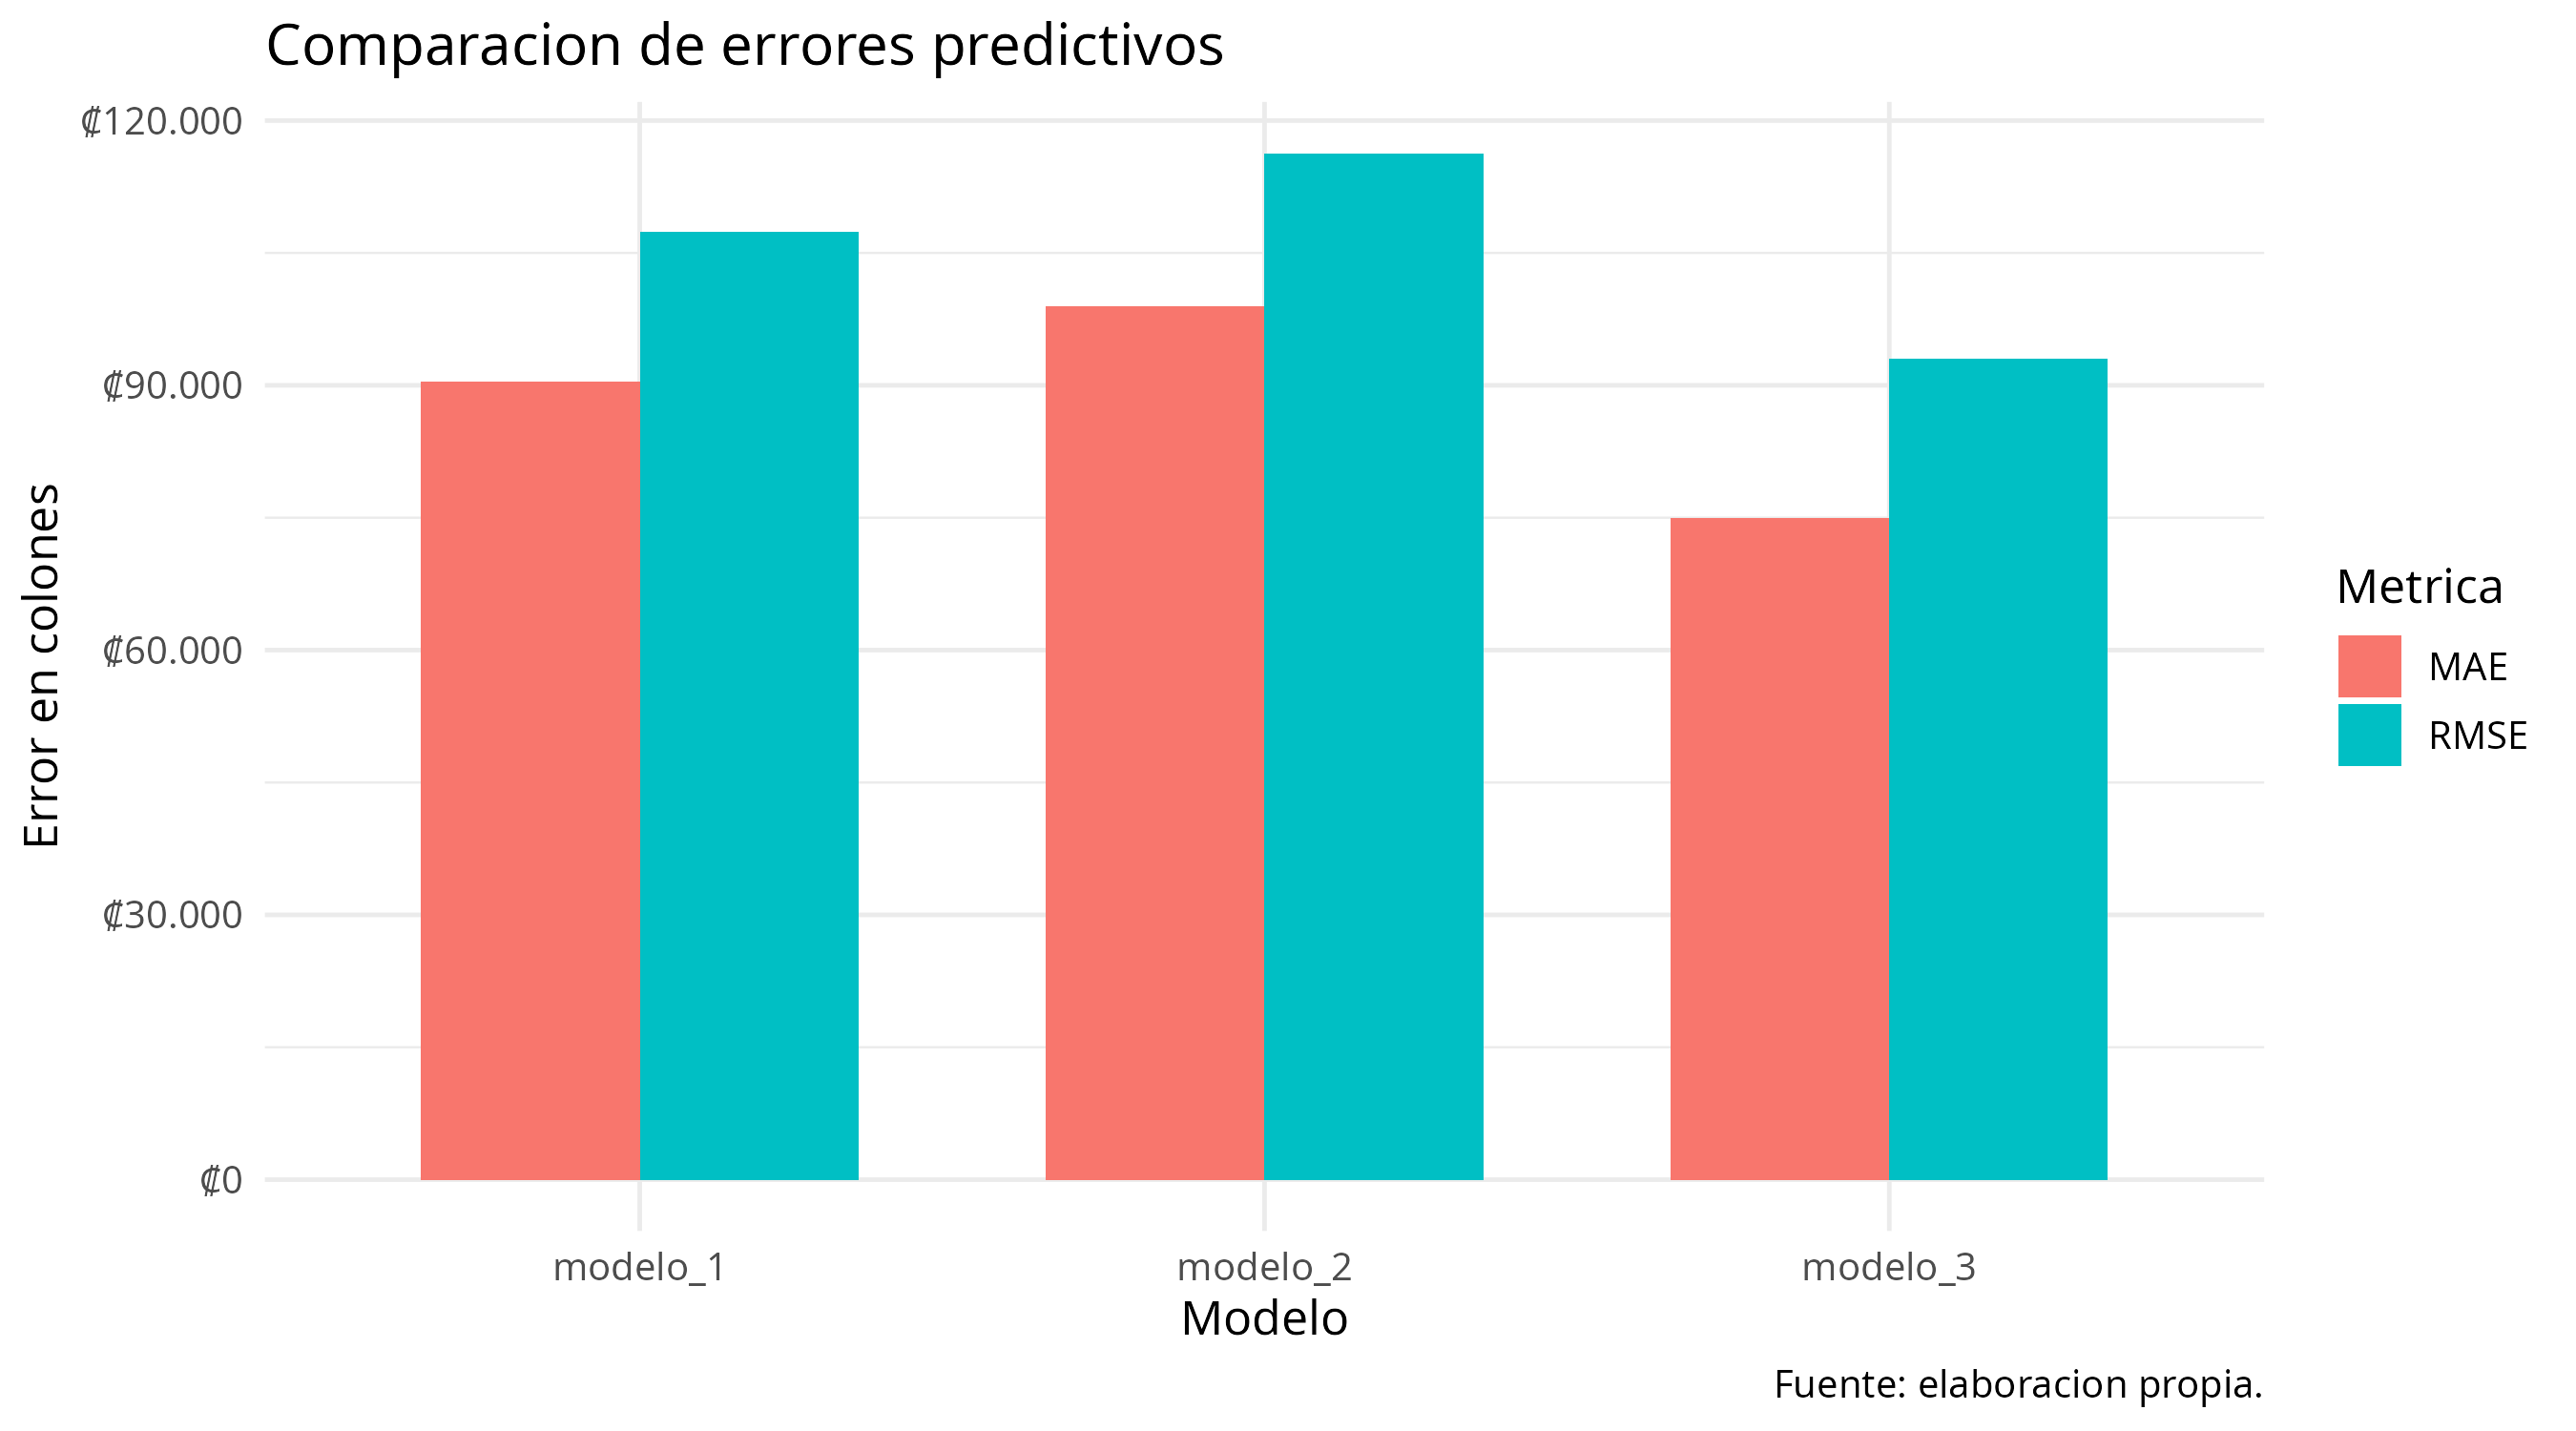 Comparacion de errores predictivos
₡120.000
₡90.000
₡60.000
₡30.000
₡0
Error en colones
modelo_1
modelo_2
modelo_3
Modelo
Metrica
MAE
RMSE
Fuente: elaboracion propia.